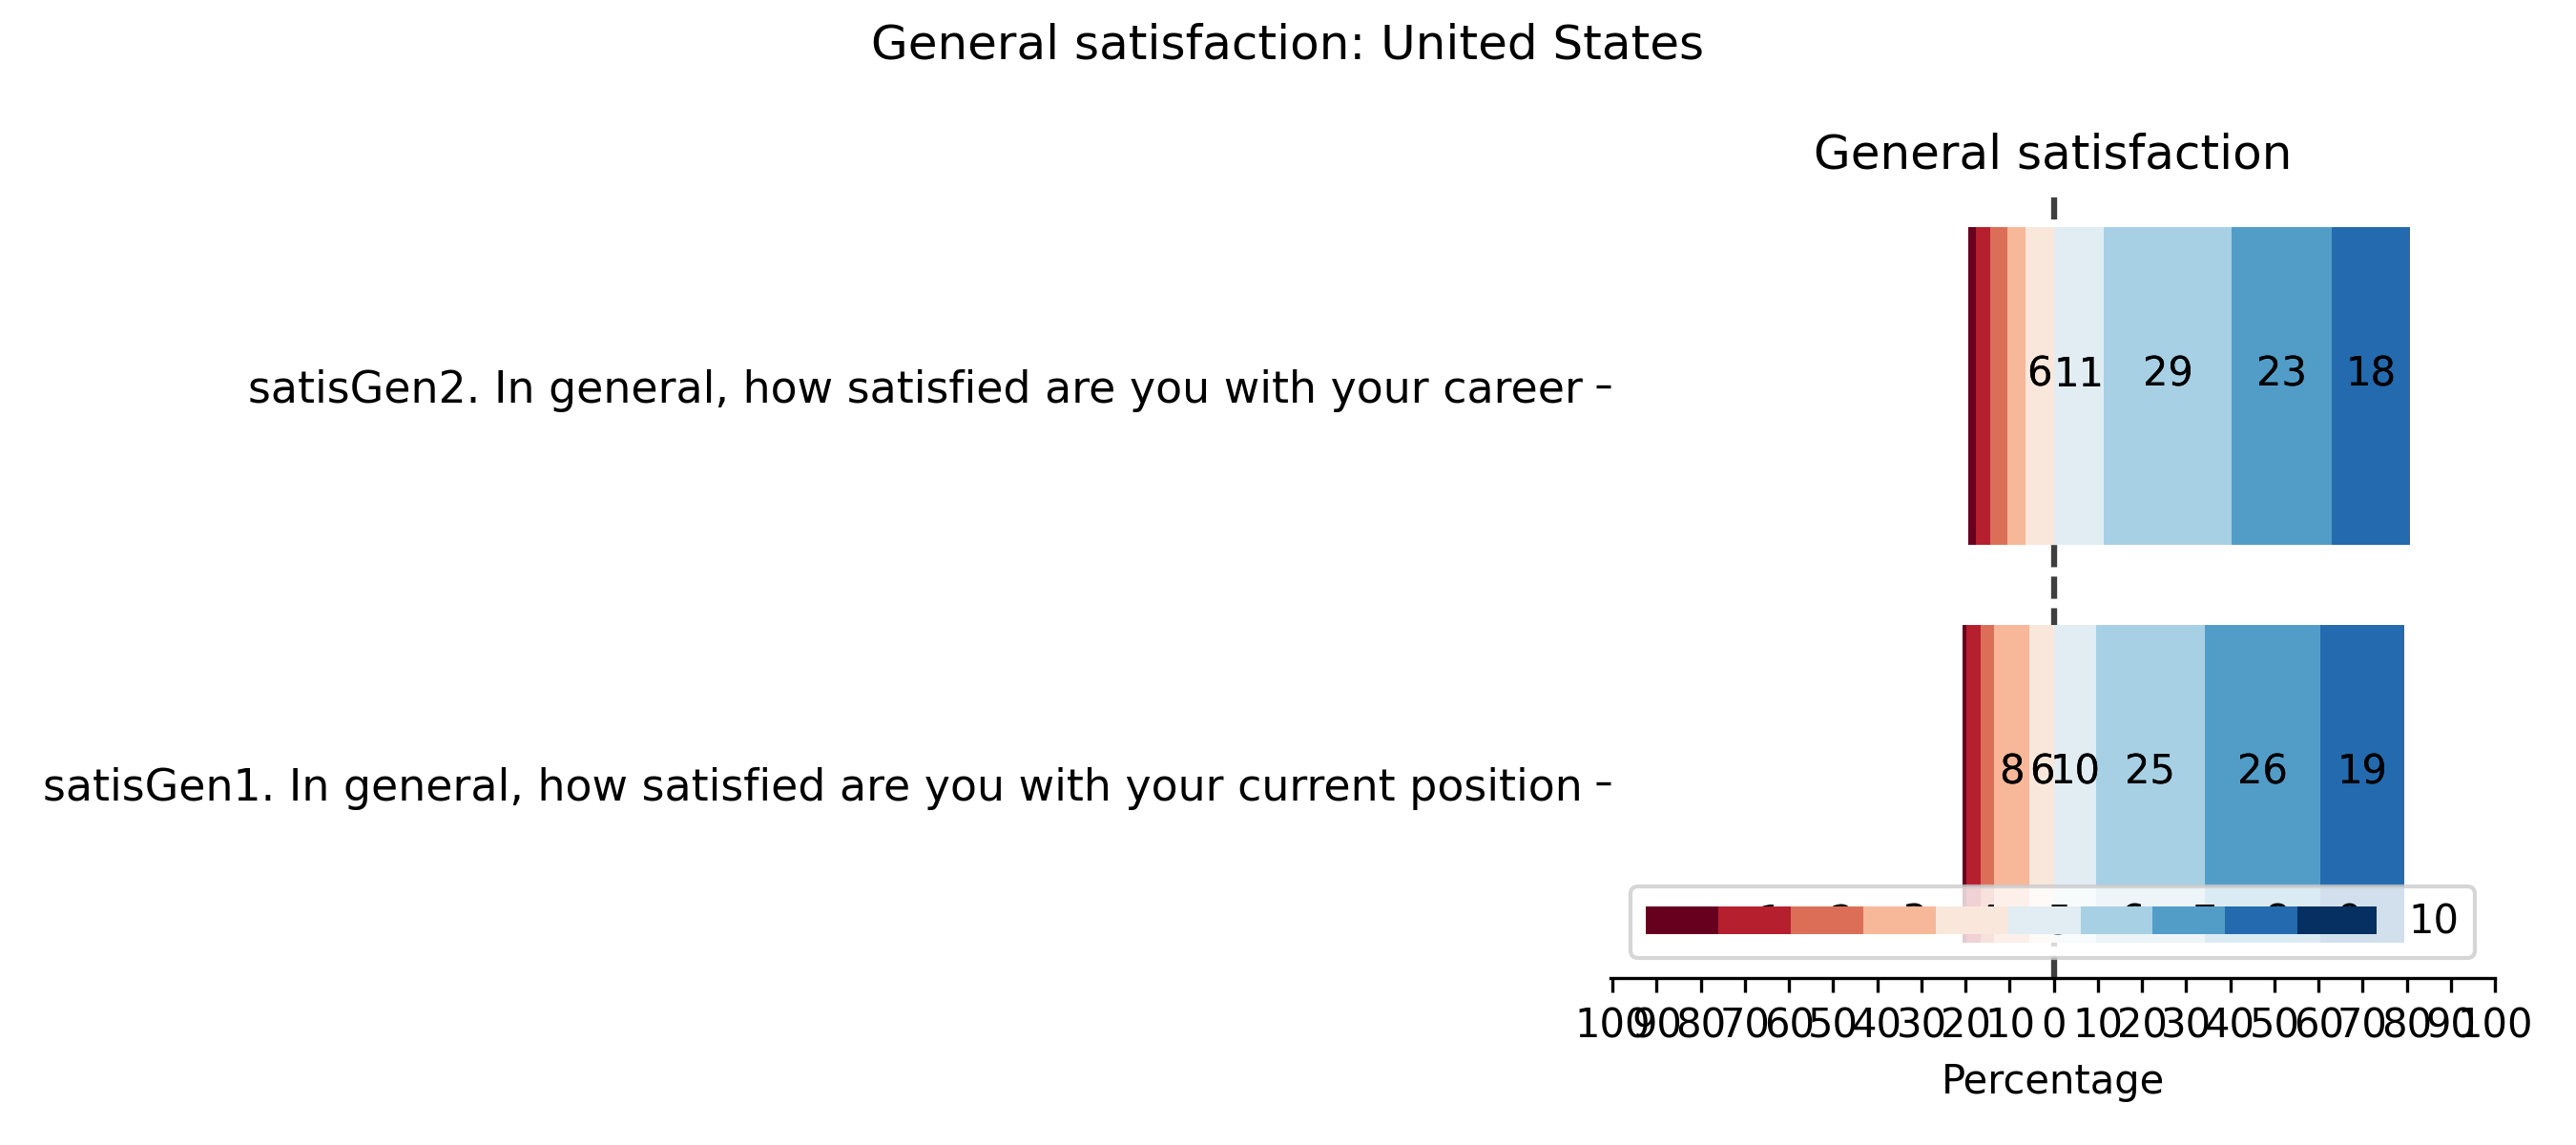 General satisfaction: United States
General satisfaction
satisGen2. In general, how satisfied are you with your career
6 11 29 23 18
satisGen1. In general, how satisfied are you with your current position
8 6 10 25 26 19
10
100 90 80 70 60 50 40 30 20 10 0 10 20 30 40 50 60 70 80 90 100
Percentage